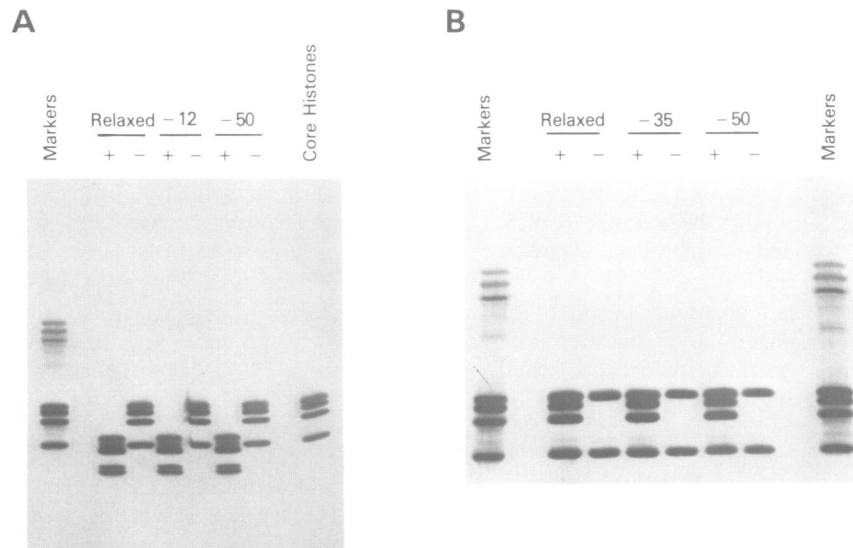 A
Markers
Relaxed −12 −50
+ − + − + −
Core Histones
B
Markers
Relaxed −35 −50
+ − + − + −
Markers